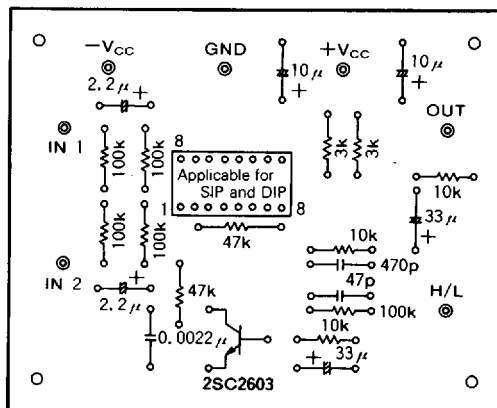 −VCC
GND
+VCC
2.2μ
+
10μ
+
10μ
+
OUT
IN 1
100k
100k
8
Applicable for
SIP and DIP
1
8
3k
3k
10k
33μ
+
100k
100k
47k
10k
470p
IN 2
+
2.2μ
47k
47p
100k
H/L
0.0022μ
10k
+
33μ
2SC2603